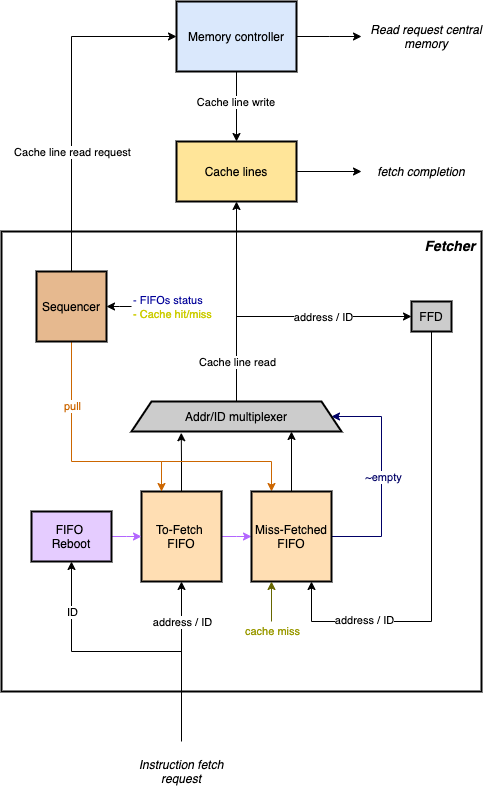 Memory controller
Read request central
memory
Cache line write
Cache line read request
Cache lines
fetch completion
Fetcher
Sequencer
- FIFOs status
- Cache hit/miss
address / ID
FFD
Cache line read
pull
Addr/ID multiplexer
~empty
FIFO
Reboot
To-Fetch
FIFO
Miss-Fetched
FIFO
ID
address / ID
cache miss
address / ID
Instruction fetch
request